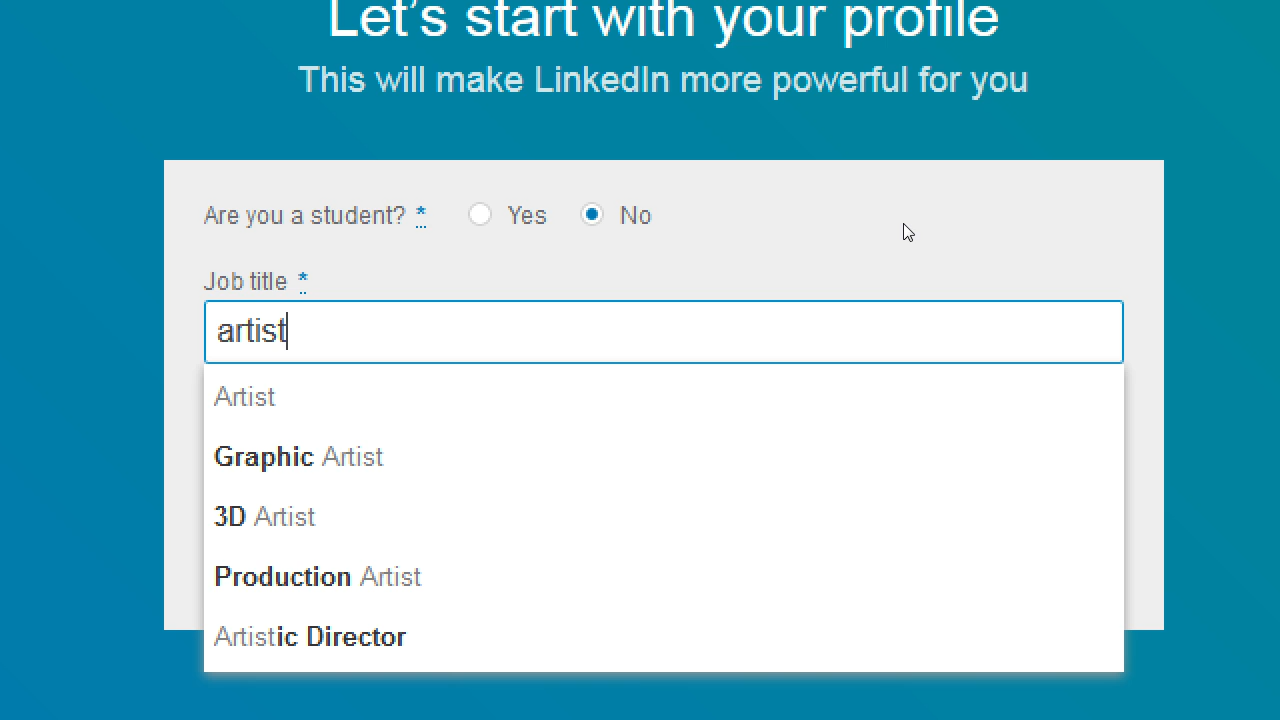 Let's start with your profile
This will make LinkedIn more powerful for you
Are you a student? * Yes No
Job title *
artist
Artist
Graphic Artist
3D Artist
Production Artist
Artistic Director